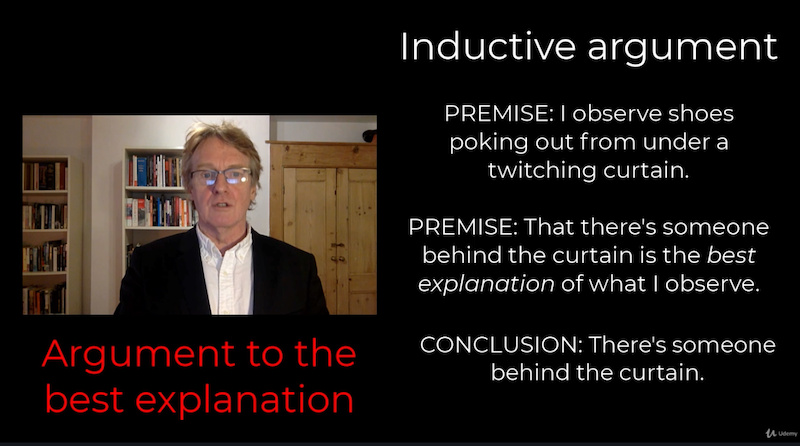 Inductive argument
PREMISE: I observe shoes
poking out from under a
twitching curtain.
PREMISE: That there's someone
behind the curtain is the best
explanation of what I observe.
CONCLUSION: There's someone
behind the curtain.
Argument to the
best explanation
Udemy